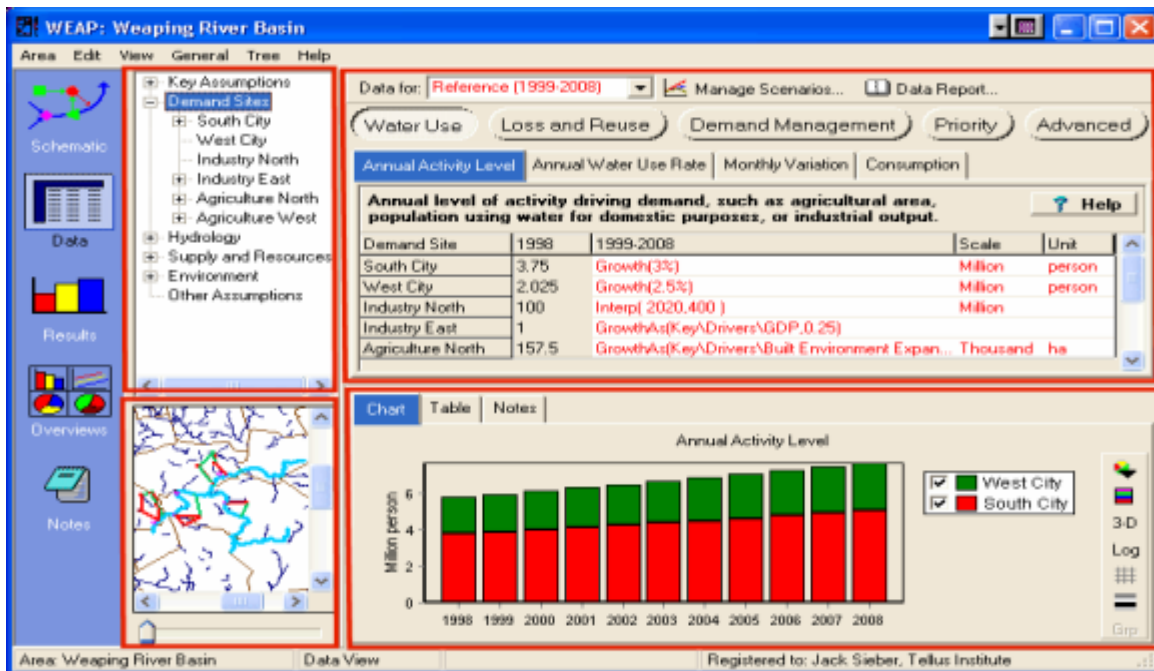 WEAP: Weaping River Basin
Area Edit View General Tree Help
Schematic
Data
Results
Overviews
Notes
Key Assumptions
Demand Sites
South City
West City
Industry North
Industry East
Agriculture North
Agriculture West
Hydrology
Supply and Resources
Environment
Other Assumptions
Data for: Reference (1999-2008) Manage Scenarios... Data Report...
Water Use Loss and Reuse Demand Management Priority Advanced
Annual Activity Level Annual Water Use Rate Monthly Variation Consumption
Annual level of activity driving demand, such as agricultural area,
population using water for domestic purposes, or industrial output.
? Help
Demand Site 1998 1999-2008 Scale Unit
South City 3.75 Growth(3%) Million person
West City 2.025 Growth(2.5%) Million person
Industry North 100 Interp( 2020,400 ) Million
Industry East 1 GrowthAs(Key\Drivers\GDP,0.25)
Agriculture North 157.5 GrowthAs(Key\Drivers\Built Environment Expan... Thousand ha
Chart Table Notes
Annual Activity Level
Million person
6
4
2
0
1998 1999 2000 2001 2002 2003 2004 2005 2006 2007 2008
West City
South City
3-D
Log
Grp
Area: Weaping River Basin Data View Registered to: Jack Sieber, Tellus Institute